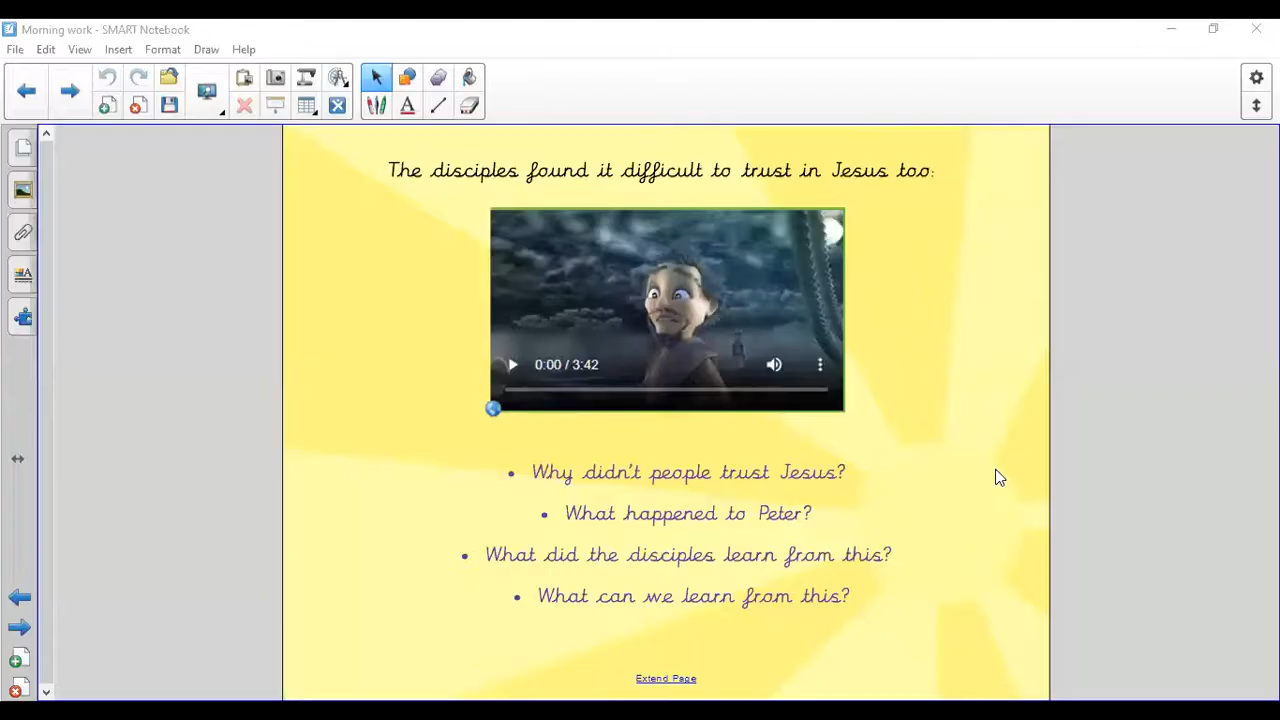 Morning work - SMART Notebook
File Edit View Insert Format Draw Help
The disciples found it difficult to trust in Jesus too:
0:00 / 3:42
• Why didn't people trust Jesus?
• What happened to Peter?
• What did the disciples learn from this?
• What can we learn from this?
Extend Page